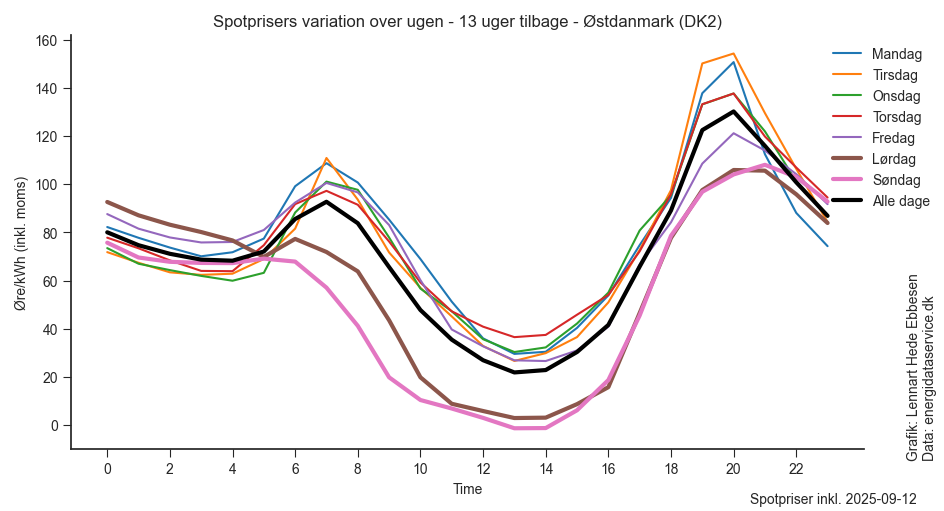 Spotprisers variation over ugen - 13 uger tilbage - Østdanmark (DK2)
Øre/kWh (inkl. moms)
160
140
120
100
80
60
40
20
0
0 2 4 6 8 10 12 14 16 18 20 22
Time
Mandag
Tirsdag
Onsdag
Torsdag
Fredag
Lørdag
Søndag
Alle dage
Grafik: Lennart Hede Ebbesen
Data: energidataservice.dk
Spotpriser inkl. 2025-09-12